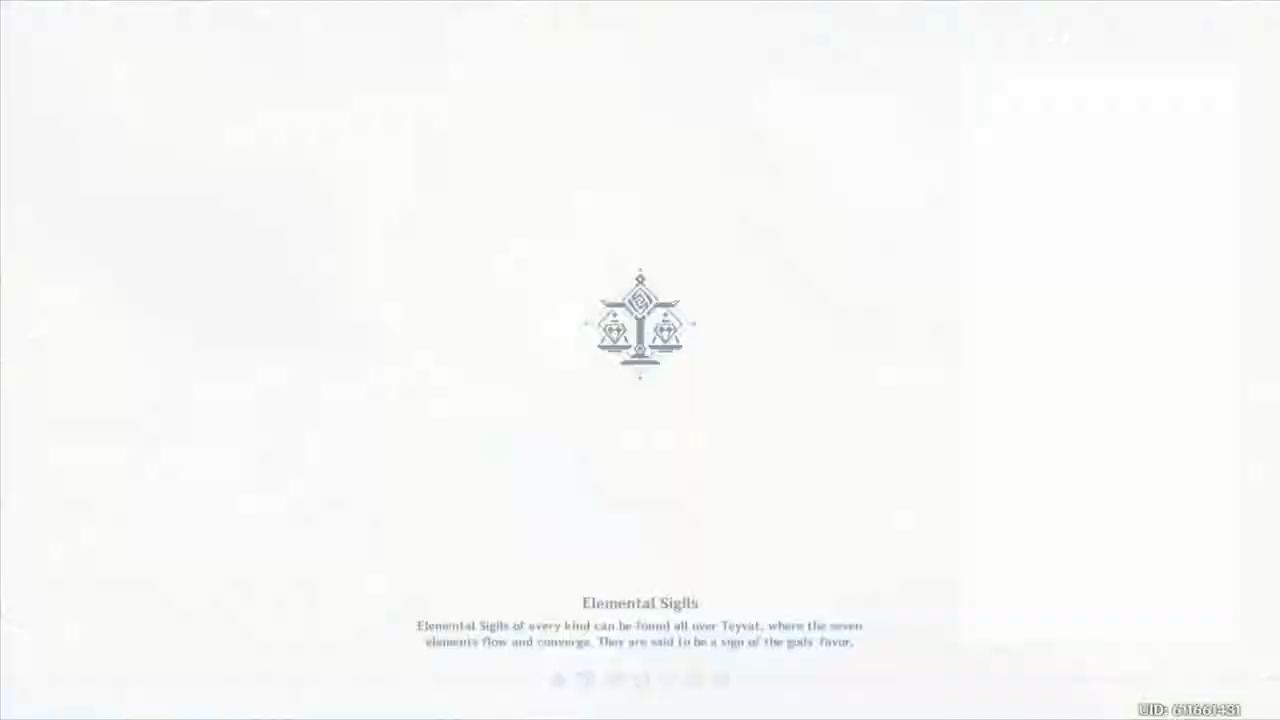 Elemental Sigils
Elemental Sigils of every kind can be found all over Teyvat, where the seven
elements flow and converge. They are said to be a sign of the gods' favor.
UID: 611661431